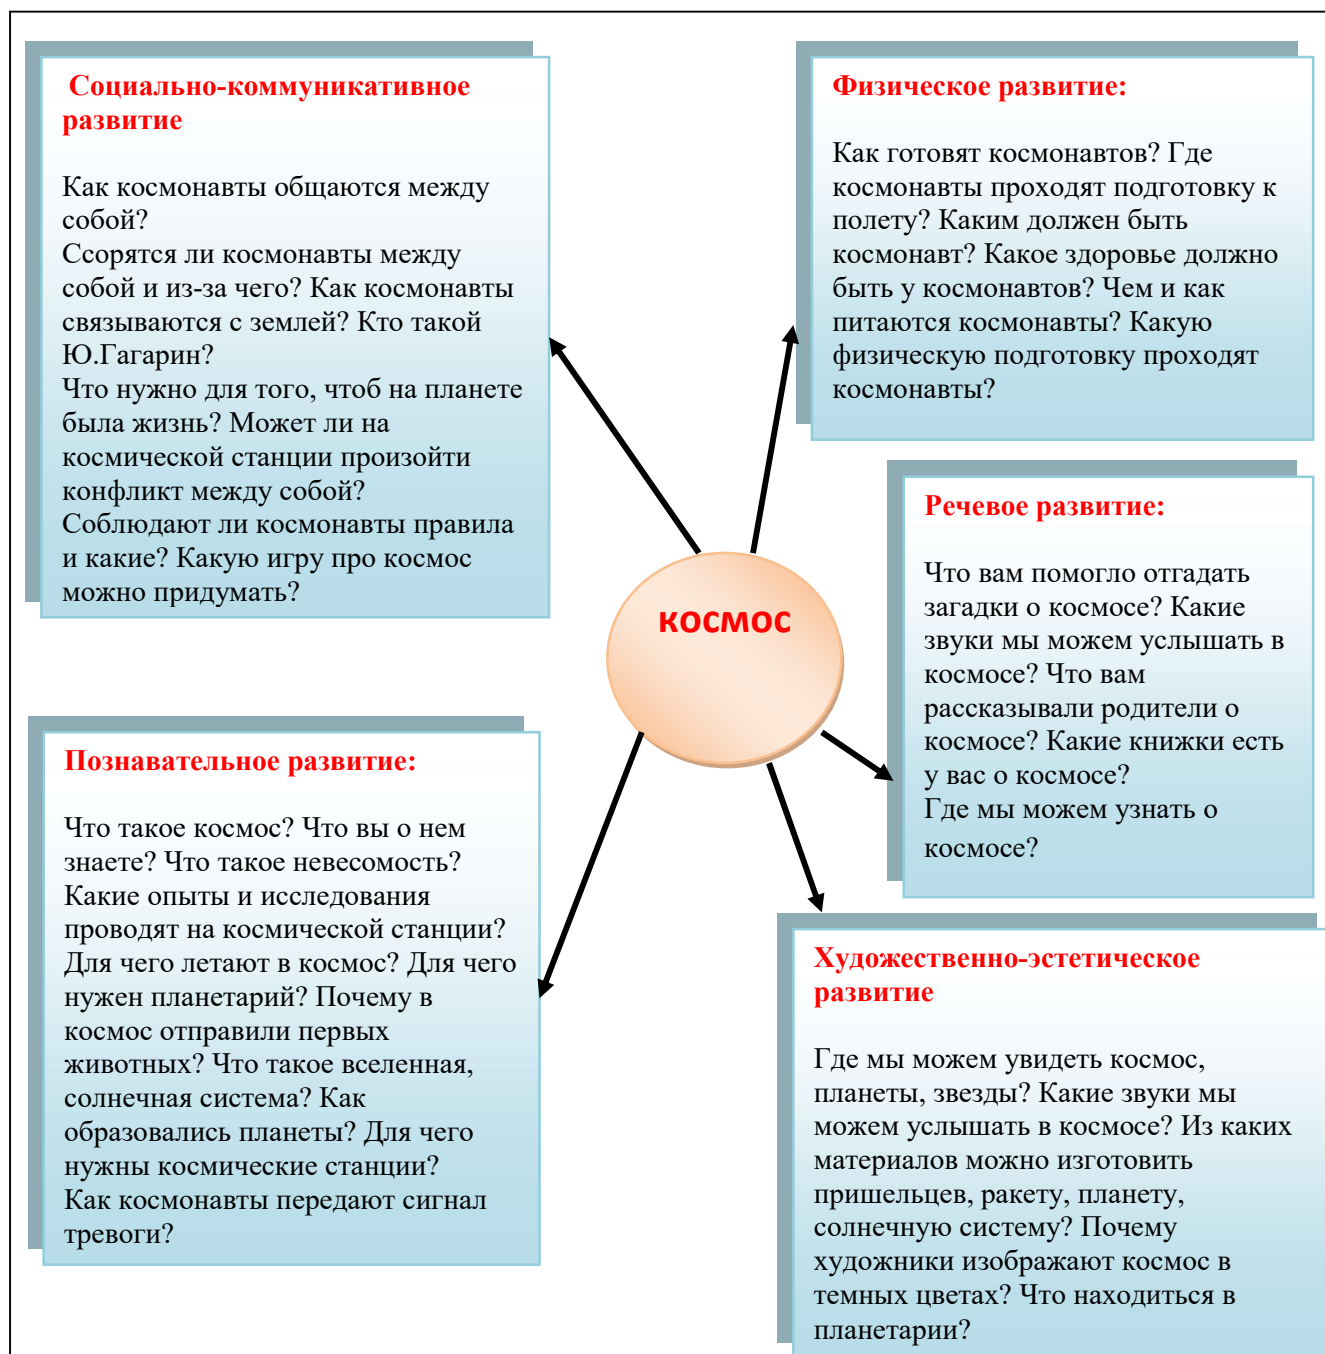 Социально-коммуникативное
развитие
Как космонавты общаются между
собой?
Ссорятся ли космонавты между
собой и из-за чего? Как космонавты
связываются с землей? Кто такой
Ю.Гагарин?
Что нужно для того, чтоб на планете
была жизнь? Может ли на
космической станции произойти
конфликт между собой?
Соблюдают ли космонавты правила
и какие? Какую игру про космос
можно придумать?
Физическое развитие:
Как готовят космонавтов? Где
космонавты проходят подготовку к
полету? Каким должен быть
космонавт? Какое здоровье должно
быть у космонавтов? Чем и как
питаются космонавты? Какую
физическую подготовку проходят
космонавты?
Речевое развитие:
Что вам помогло отгадать
загадки о космосе? Какие
звуки мы можем услышать в
космосе? Что вам
рассказывали родители о
космосе? Какие книжки есть
у вас о космосе?
Где мы можем узнать о
космосе?
космос
Познавательное развитие:
Что такое космос? Что вы о нем
знаете? Что такое невесомость?
Какие опыты и исследования
проводят на космической станции?
Для чего летают в космос? Для чего
нужен планетарий? Почему в
космос отправили первых
животных? Что такое вселенная,
солнечная система? Как
образовались планеты? Для чего
нужны космические станции?
Как космонавты передают сигнал
тревоги?
Художественно-эстетическое
развитие
Где мы можем увидеть космос,
планеты, звезды? Какие звуки мы
можем услышать в космосе? Из каких
материалов можно изготовить
пришельцев, ракету, планету,
солнечную систему? Почему
художники изображают космос в
темных цветах? Что находиться в
планетарии?